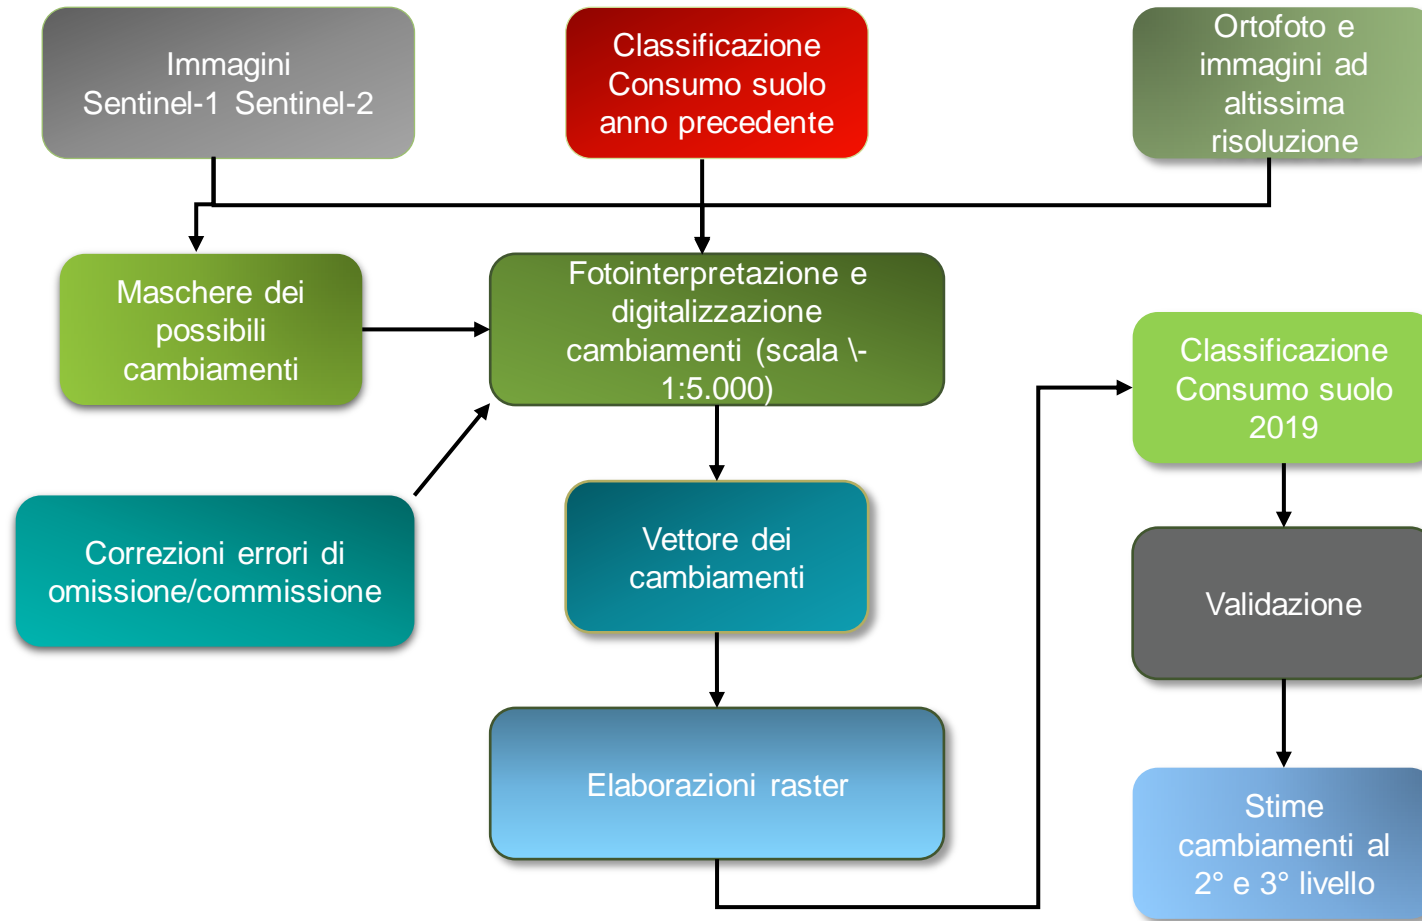 Immagini
Sentinel-1 Sentinel-2
Classificazione
Consumo suolo
anno precedente
Ortofoto e
immagini ad
altissima
risoluzione
Maschere dei
possibili
cambiamenti
Fotointerpretazione e
digitalizzazione
cambiamenti (scala \-
1:5.000)
Classificazione
Consumo suolo
2019
Correzioni errori di
omissione/commissione
Vettore dei
cambiamenti
Validazione
Elaborazioni raster
Stime
cambiamenti al
2° e 3° livello